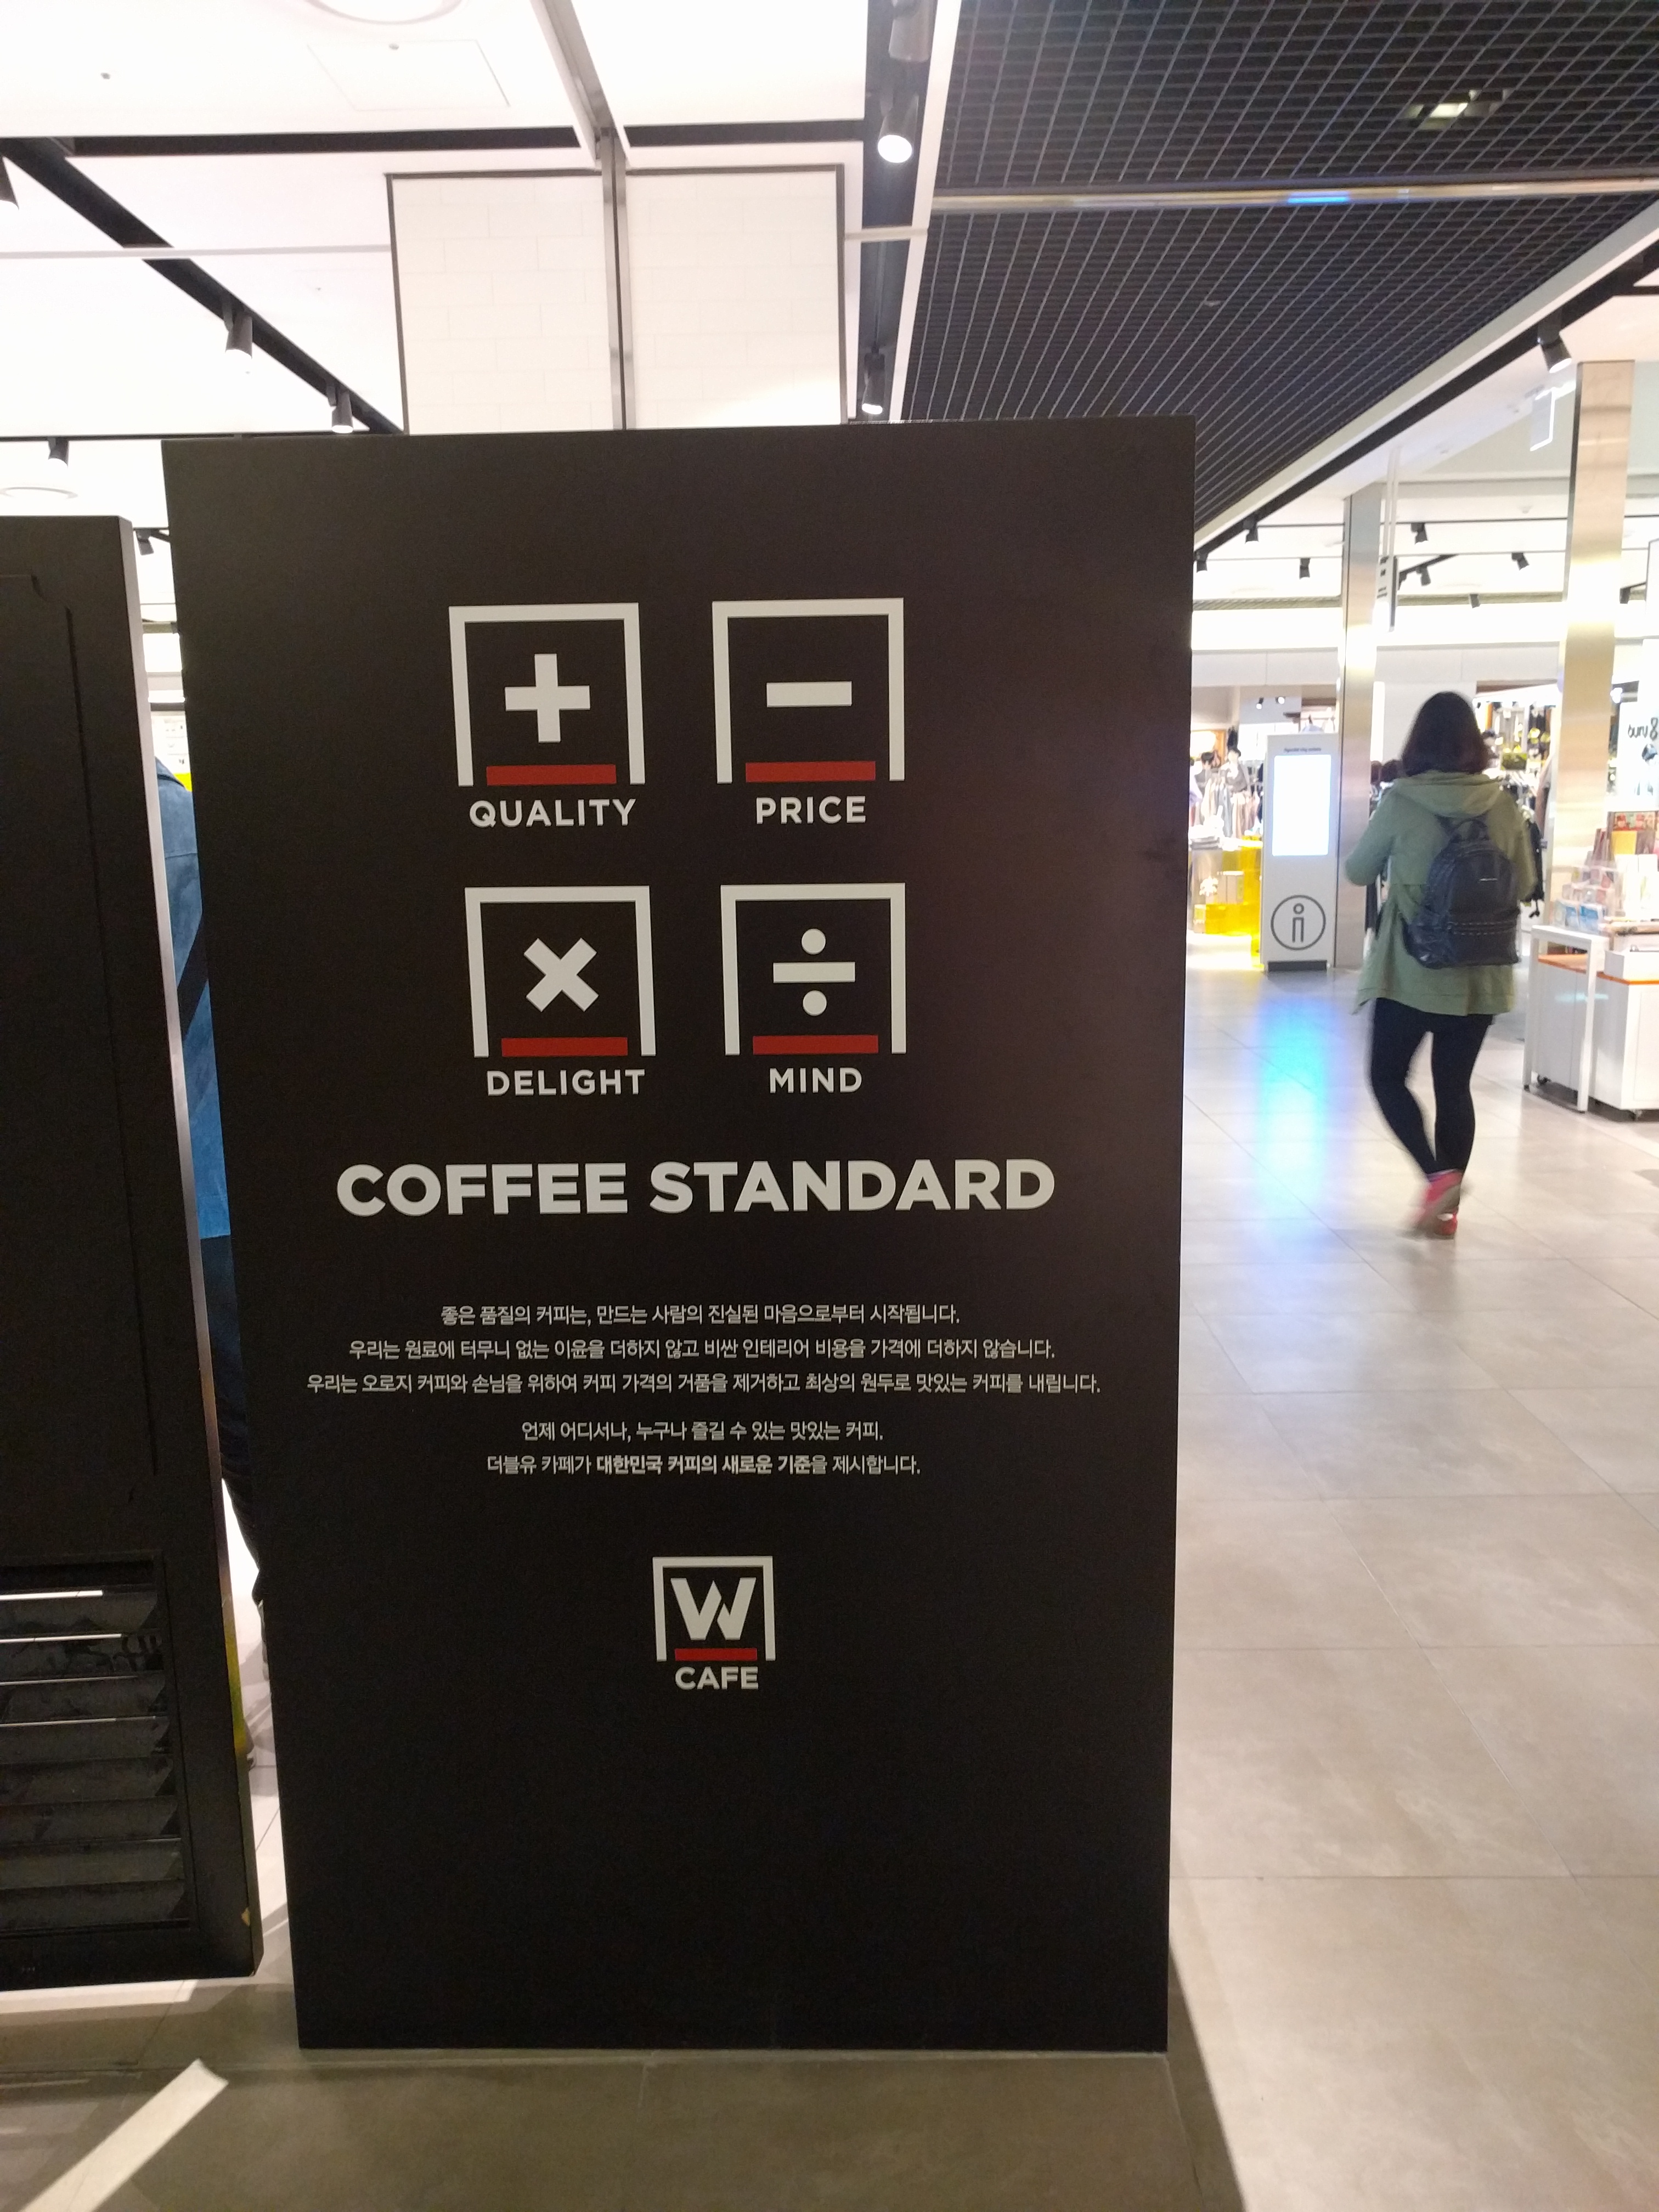 + −
QUALITY PRICE
× ÷
DELIGHT MIND
COFFEE STANDARD
좋은 품질의 커피는, 만드는 사람의 진실된 마음으로부터 시작됩니다.
우리는 원료에 터무니 없는 이윤을 더하지 않고 비싼 인테리어 비용을 가격에 더하지 않습니다.
우리는 오로지 커피와 손님을 위하여 커피 가격의 거품을 제거하고 최상의 원두로 맛있는 커피를 내립니다.
언제 어디서나, 누구나 즐길 수 있는 맛있는 커피.
더블유 카페가 대한민국 커피의 새로운 기준을 제시합니다.
W
CAFE